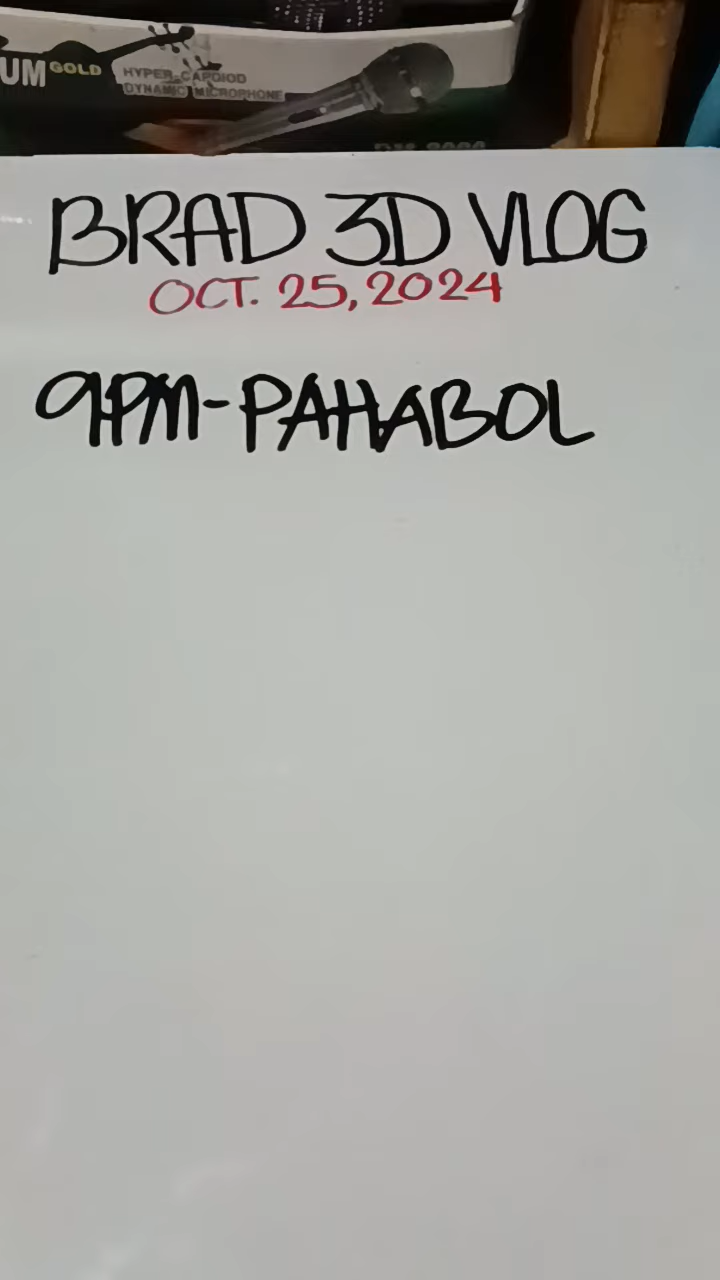 UM GOLD
HYPER-CARDIOD
DYNAMIC MICROPHONE
BRAD 3D VLOG
OCT. 25, 2024
9PM-PAHABOL